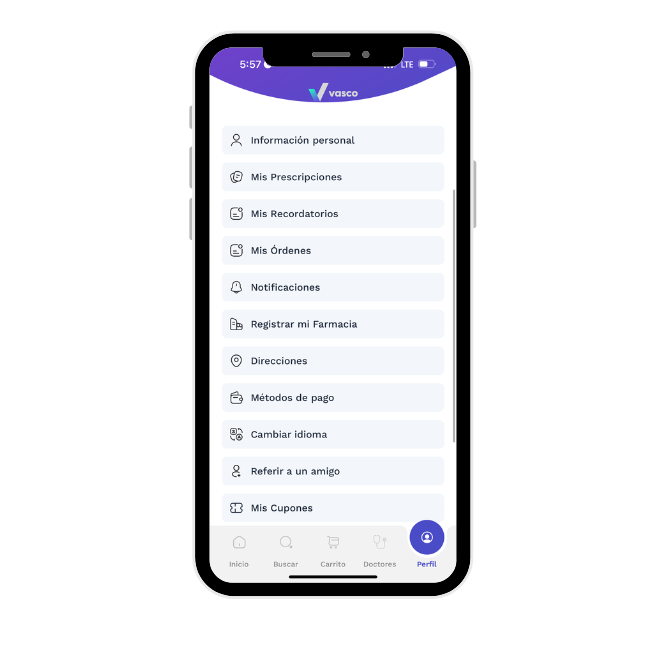 5:57
LTE
vasco
Información personal
Mis Prescripciones
Mis Recordatorios
Mis Órdenes
Notificaciones
Registrar mi Farmacia
Direcciones
Métodos de pago
Cambiar idioma
Referir a un amigo
Mis Cupones
Inicio Buscar Carrito Doctores Perfil